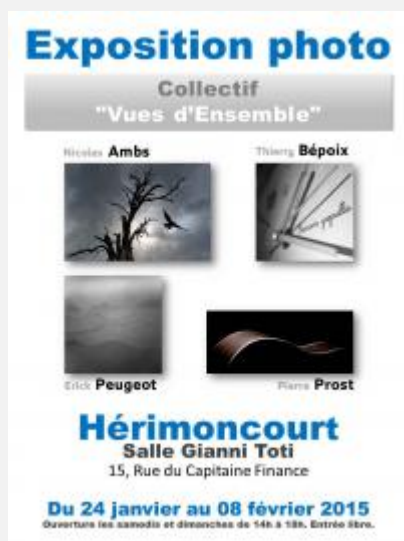 Exposition photo
Collectif
"Vues d'Ensemble"
Nicolas Ambs
Thierry Bépoix
Erick Peugeot
Pierre Prost
Hérimoncourt
Salle Gianni Toti
15, Rue du Capitaine Finance
Du 24 janvier au 08 février 2015
Ouverture les samedis et dimanches de 14h à 18h. Entrée libre.